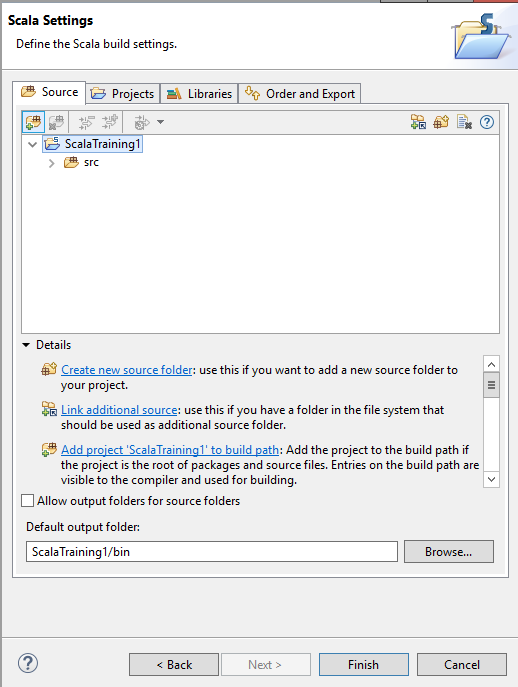 Scala Settings
Define the Scala build settings.
Source
Projects
Libraries
Order and Export
ScalaTraining1
src
Details
Create new source folder: use this if you want to add a new source folder to
your project.
Link additional source: use this if you have a folder in the file system that
should be used as additional source folder.
Add project 'ScalaTraining1' to build path: Add the project to the build path if
the project is the root of packages and source files. Entries on the build path are
visible to the compiler and used for building.
Allow output folders for source folders
Default output folder:
ScalaTraining1/bin
Browse...
< Back
Next >
Finish
Cancel